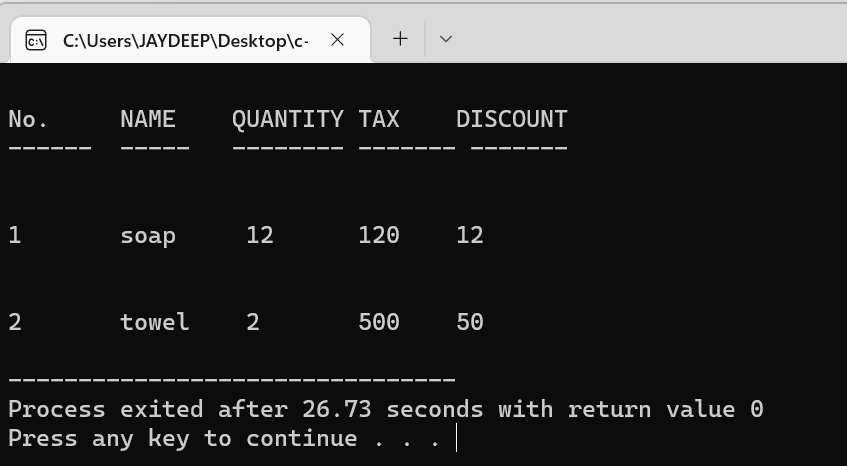 C:\Users\JAYDEEP\Desktop\c-
No. NAME QUANTITY TAX DISCOUNT
------ ----- -------- ------- -------
1 soap 12 120 12
2 towel 2 500 50
--------------------------------
Process exited after 26.73 seconds with return value 0
Press any key to continue . . .